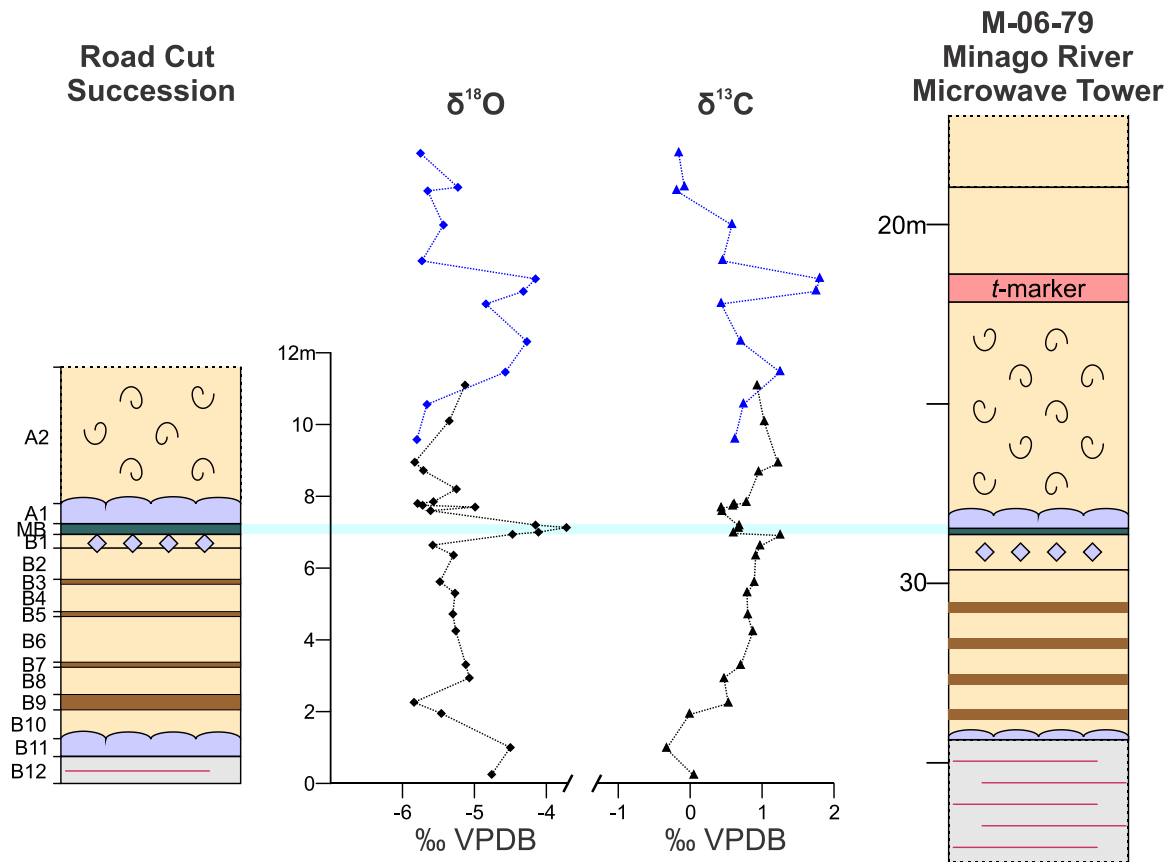 Road Cut
Succession
δ¹⁸O
δ¹³C
M-06-79
Minago River
Microwave Tower
A2
A1
MB
B1
B2
B3
B4
B5
B6
B7
B8
B9
B10
B11
B12
12m
10
8
6
4
2
0
-6
-5
-4
‰ VPDB
-1
0
1
2
‰ VPDB
20m
t-marker
30